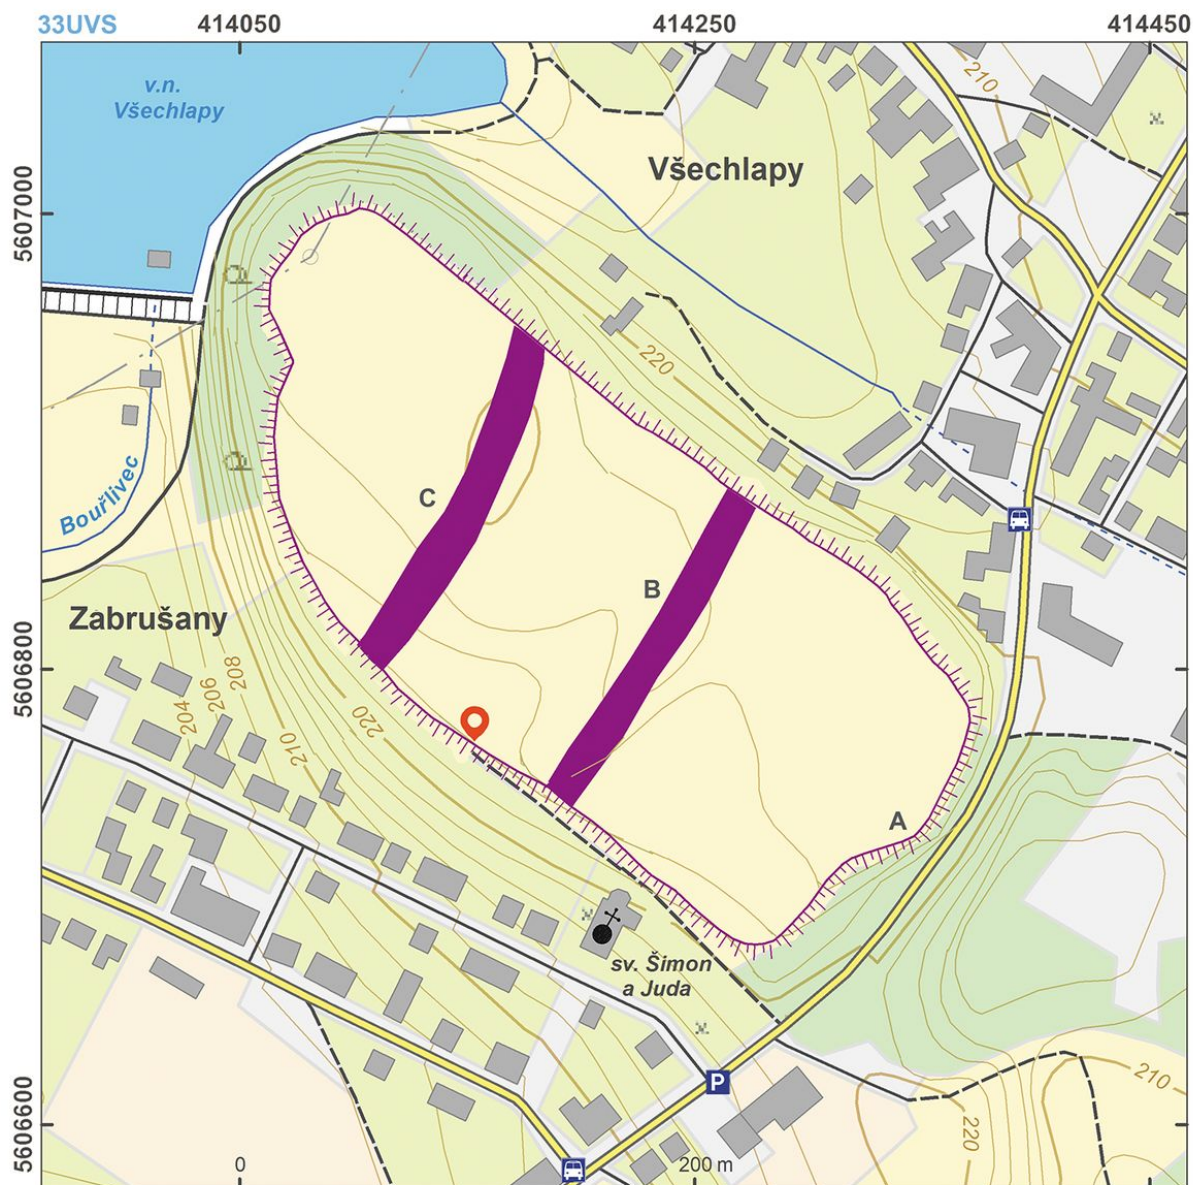 33UVS
414050
414250
414450
v.n.
Všechlapy
210
Všechlapy
5607000
220
C
Bouřlivec
B
Zabrušany
5606800
208
206
204
210
220
A
sv. Šimon
a Juda
P
210
220
5606600
0
200 m